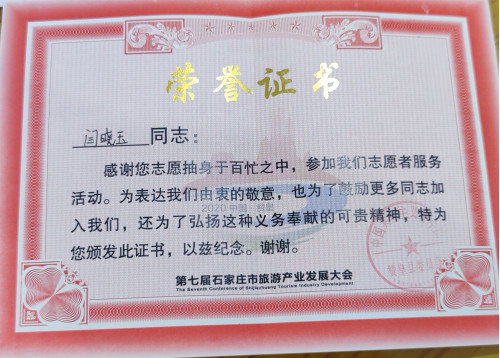 荣誉证书
闫晓玉 同志：
感谢您志愿抽身于百忙之中，参加我们志愿者服务
活动。为表达我们由衷的敬意，也为了鼓励更多同志加
入我们，还为了弘扬这种义务奉献的可贵精神，特为
您颁发此证书，以兹纪念。谢谢。
2020 中国·赞皇
第七届石家庄市旅游产业发展大会
The Seventh Conference of Shijiazhuang Tourism Industry Development